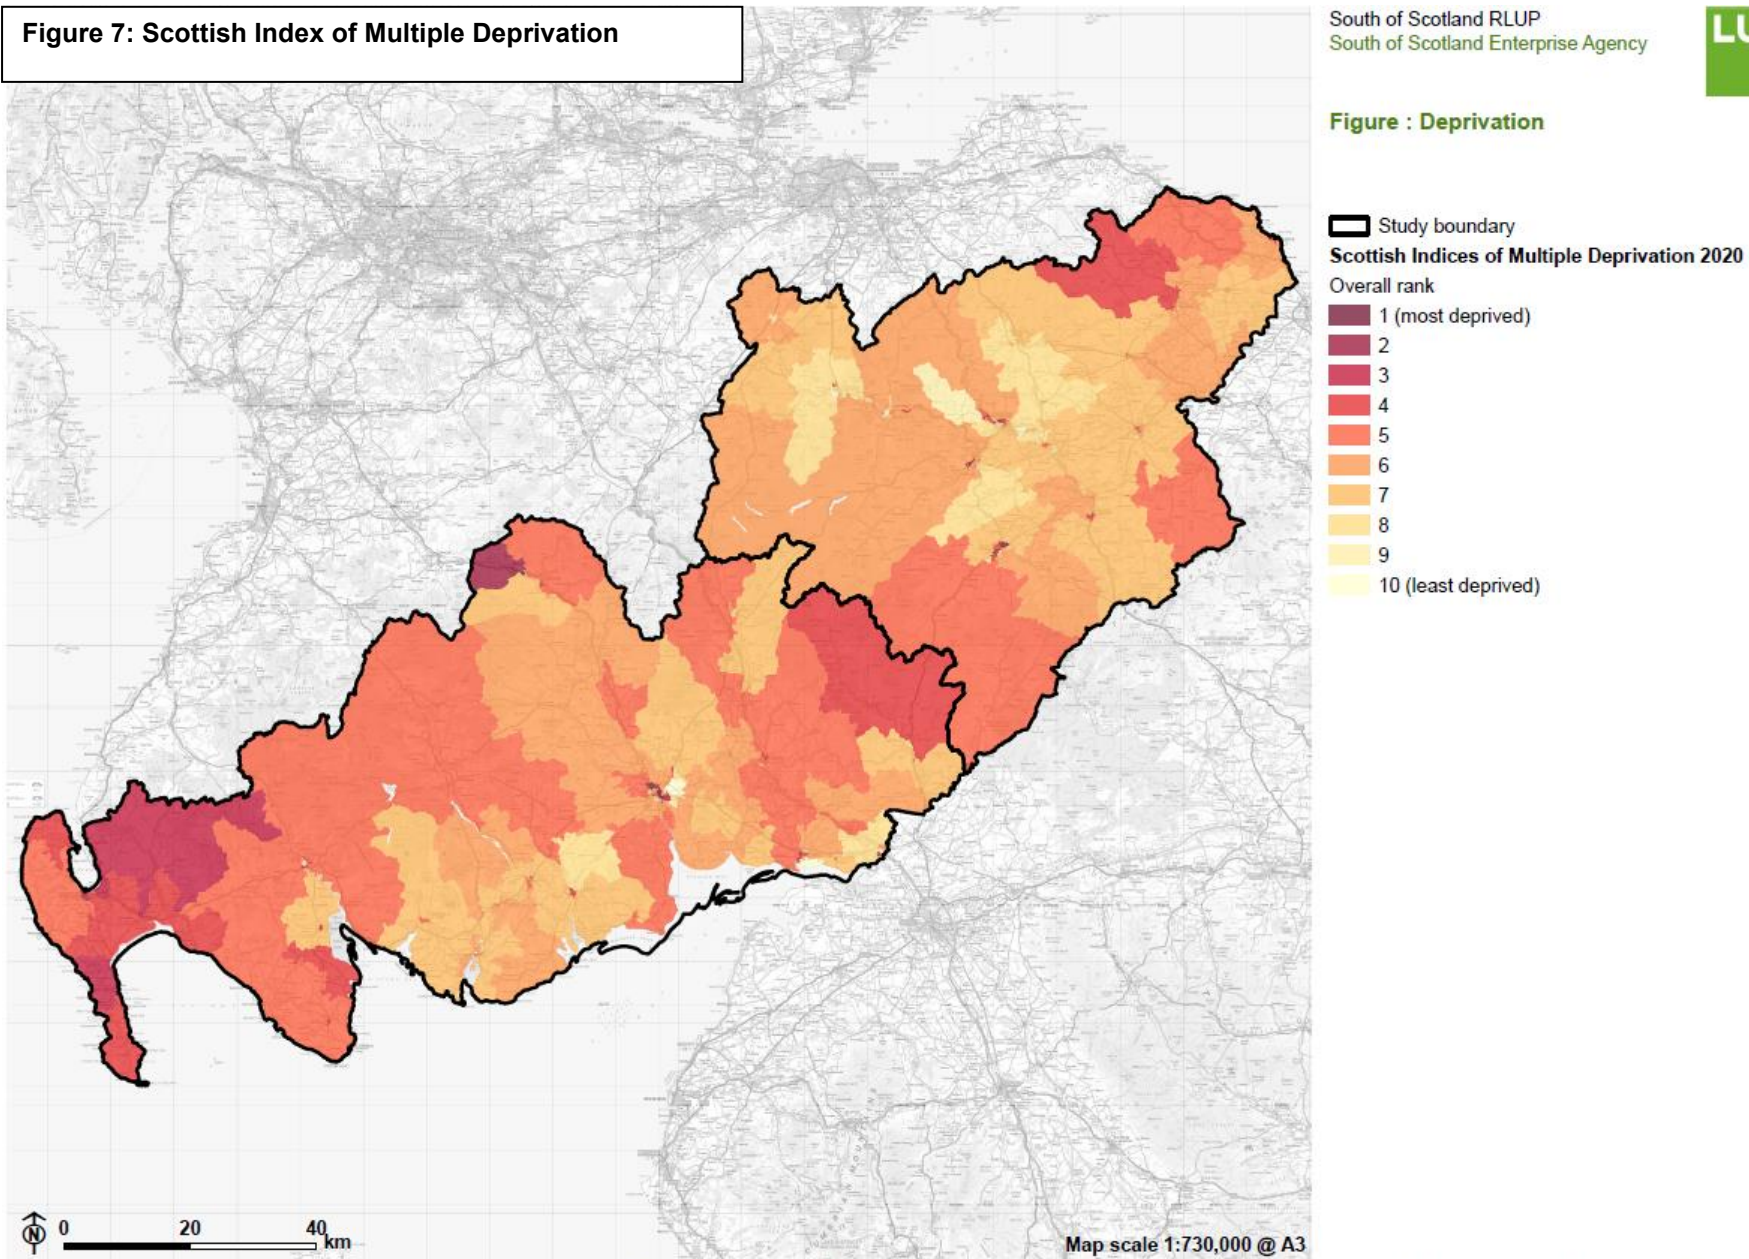 Figure 7: Scottish Index of Multiple Deprivation
South of Scotland RLUP
South of Scotland Enterprise Agency
LU
Figure : Deprivation
Study boundary
Scottish Indices of Multiple Deprivation 2020
Overall rank
1 (most deprived)
2
3
4
5
6
7
8
9
10 (least deprived)
N
0 20 40 km
Map scale 1:730,000 @ A3